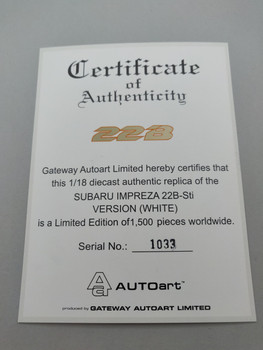 Certificate
of
Authenticity
22B
Gateway Autoart Limited hereby certifies that
this 1/18 diecast authentic replica of the
SUBARU IMPREZA 22B-Sti
VERSION (WHITE)
is a Limited Edition of1,500 pieces worldwide.
Serial No.: 1033
Aa AUTOart™
produced by GATEWAY AUTOART LIMITED